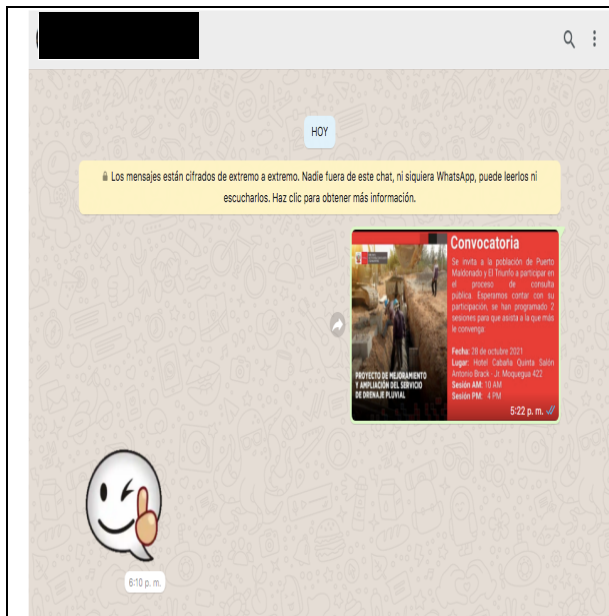 HOY
Los mensajes están cifrados de extremo a extremo. Nadie fuera de este chat, ni siquiera WhatsApp, puede leerlos ni
escucharlos. Haz clic para obtener más información.
Convocatoria
Se invita a la población de Puerto
Maldonado y El Triunfo a participar en
el proceso de consulta
pública. Esperamos contar con su
participación, se han programado 2
sesiones para que asista a la que más
le convenga:
Fecha: 28 de octubre 2021
Lugar: Hotel Cabaña Quinta Salón
Antonio Brack - Jr. Moquegua 422
Sesión AM: 10 AM
Sesión PM: 4 PM
PROYECTO DE MEJORAMIENTO
Y AMPLIACIÓN DEL SERVICIO
DE DRENAJE PLUVIAL
5:22 p. m.
6:10 p. m.